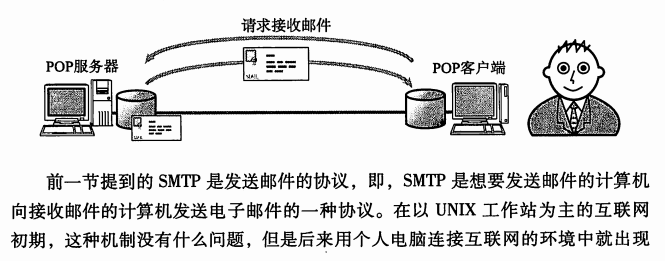 请求接收邮件
POP服务器
POP客户端
MAIL
前一节提到的 SMTP 是发送邮件的协议，即，SMTP 是想要发送邮件的计算机
向接收邮件的计算机发送电子邮件的一种协议。在以 UNIX 工作站为主的互联网
初期，这种机制没有什么问题，但是后来用个人电脑连接互联网的环境中就出现